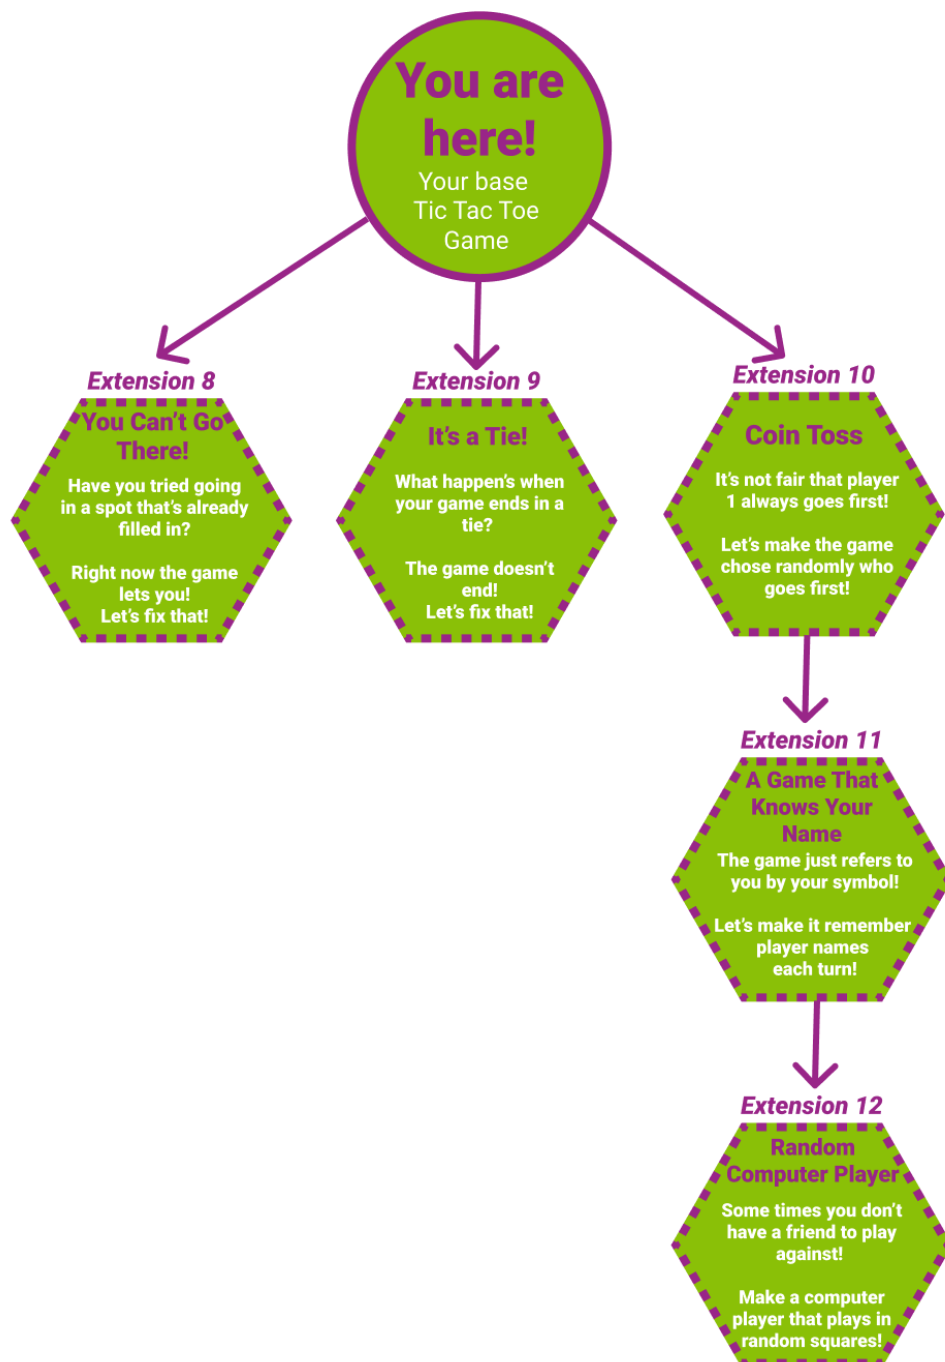 You are
here!
Your base
Tic Tac Toe
Game
Extension 8
You Can't Go
There!
Have you tried going
in a spot that's already
filled in?
Right now the game
lets you!
Let's fix that!
Extension 9
It's a Tie!
What happen's when
your game ends in a
tie?
The game doesn't
end!
Let's fix that!
Extension 10
Coin Toss
It's not fair that player
1 always goes first!
Let's make the game
chose randomly who
goes first!
Extension 11
A Game That
Knows Your
Name
The game just refers to
you by your symbol!
Let's make it remember
player names
each turn!
Extension 12
Random
Computer Player
Some times you don't
have a friend to play
against!
Make a computer
player that plays in
random squares!